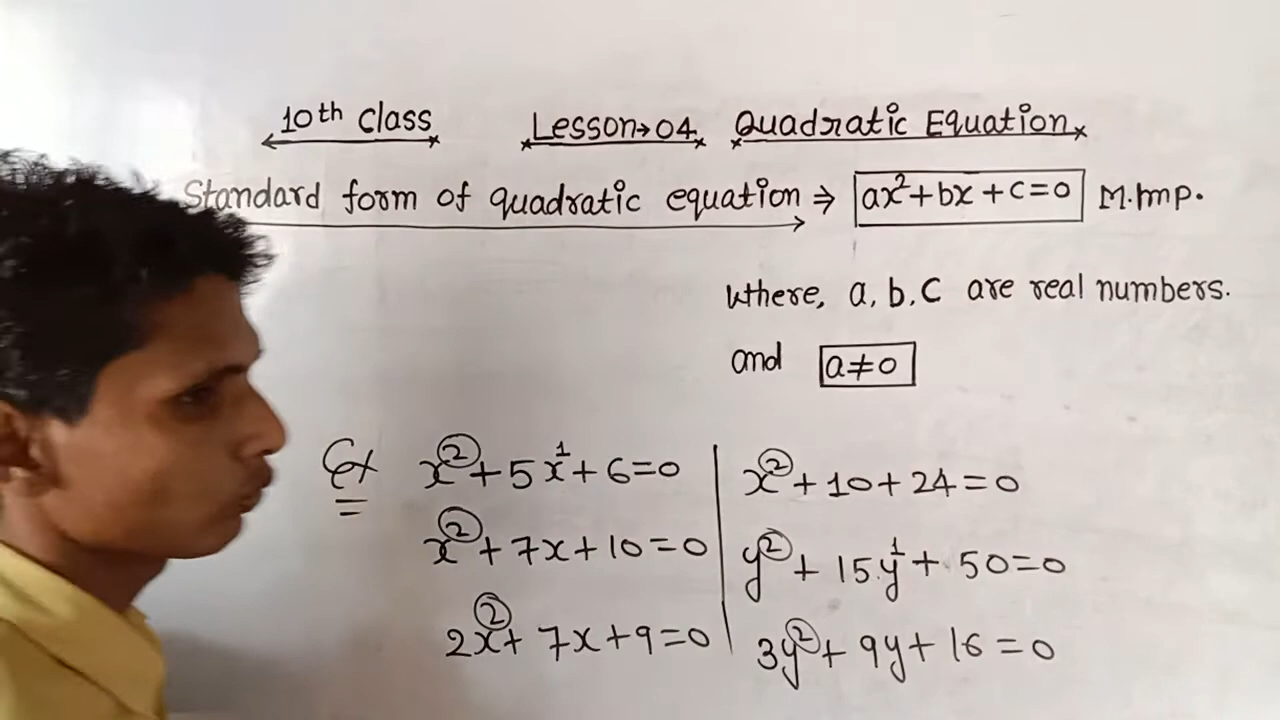 10th Class Lesson→04 Quadratic Equation
Standard form of quadratic equation ⇒ ax²+bx+c=0 M.Imp.
Where, a, b, c are real numbers.
and a≠0
Ex x²+5x¹+6=0
x²+7x+10=0
2x²+7x+9=0
x²+10+24=0
y²+15y¹+50=0
3y²+9y+16=0